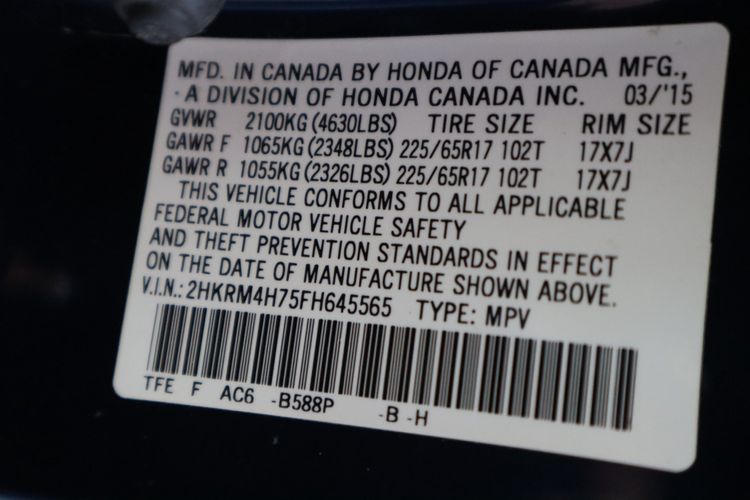 MFD. IN CANADA BY HONDA OF CANADA MFG.,
A DIVISION OF HONDA CANADA INC. 03/'15
GVWR 2100KG (4630LBS) TIRE SIZE RIM SIZE
GAWR F 1065KG (2348LBS) 225/65R17 102T 17X7J
GAWR R 1055KG (2326LBS) 225/65R17 102T 17X7J
THIS VEHICLE CONFORMS TO ALL APPLICABLE
FEDERAL MOTOR VEHICLE SAFETY
AND THEFT PREVENTION STANDARDS IN EFFECT
ON THE DATE OF MANUFACTURE SHOWN ABOVE.
V.I.N.: 2HKRM4H75FH645565 TYPE: MPV
TFE F AC6 -B588P -B -H